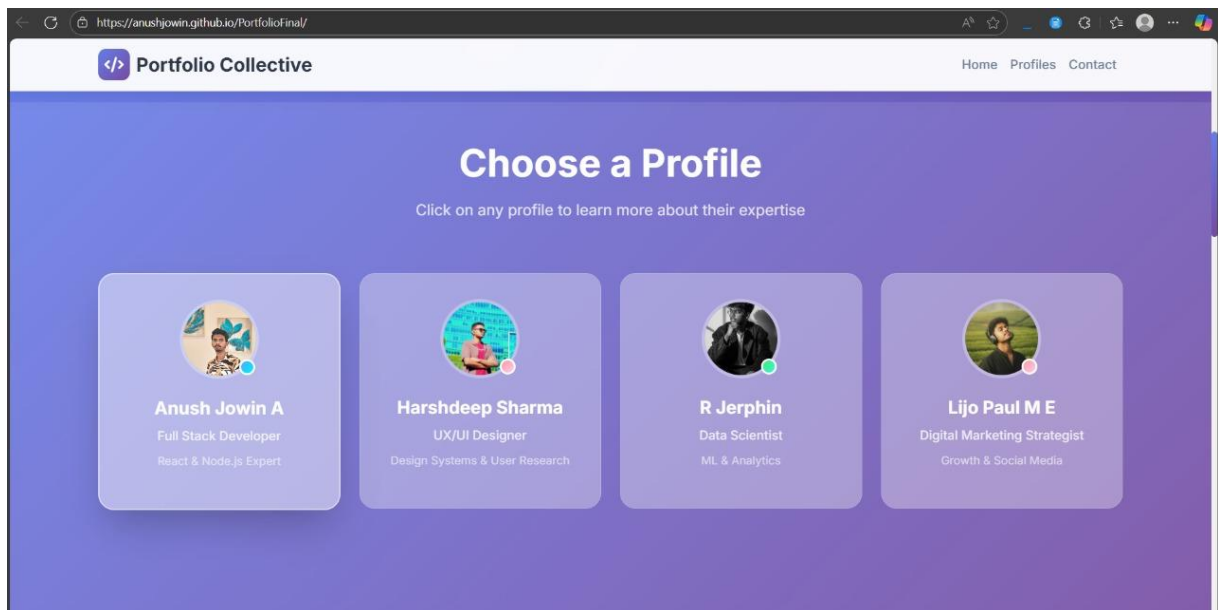 https://anushjowin.github.io/PortfolioFinal/
</> Portfolio Collective
Home Profiles Contact
Choose a Profile
Click on any profile to learn more about their expertise
Anush Jowin A
Full Stack Developer
React & Node.js Expert
Harshdeep Sharma
UX/UI Designer
Design Systems & User Research
R Jerphin
Data Scientist
ML & Analytics
Lijo Paul M E
Digital Marketing Strategist
Growth & Social Media